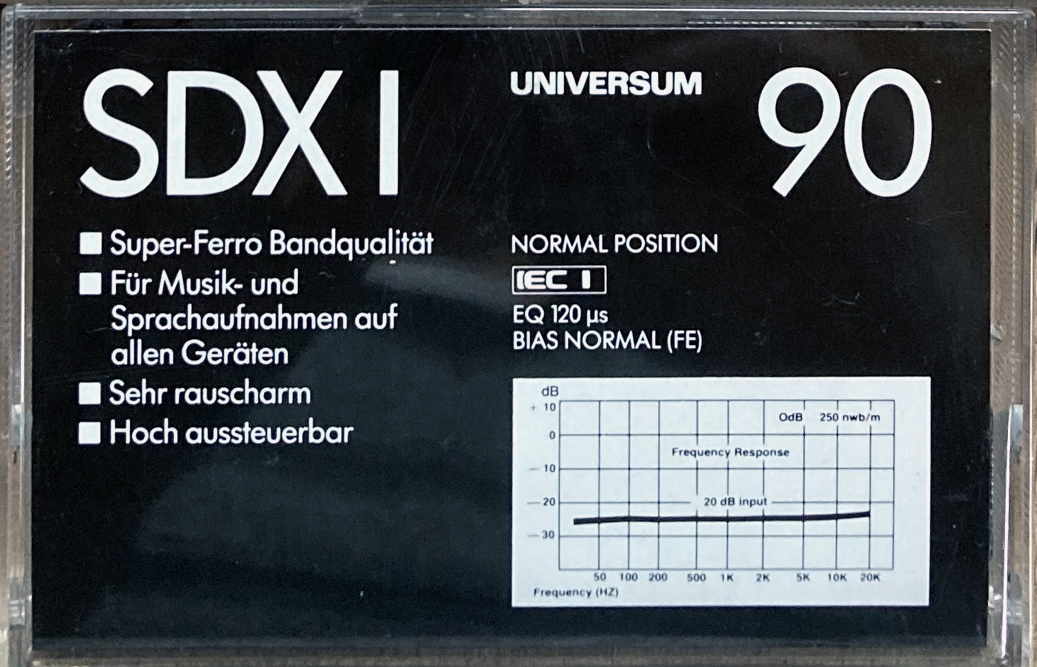 SDX I
UNIVERSUM
90
■ Super-Ferro Bandqualität
■ Für Musik- und
Sprachaufnahmen auf
allen Geräten
■ Sehr rauscharm
■ Hoch aussteuerbar
NORMAL POSITION
IEC I
EQ 120 µs
BIAS NORMAL (FE)
dB
+ 10
0
— 10
— 20
— 30
OdB 250 nwb/m
Frequency Response
20 dB input
50 100 200 500 1K 2K 5K 10K 20K
Frequency (HZ)